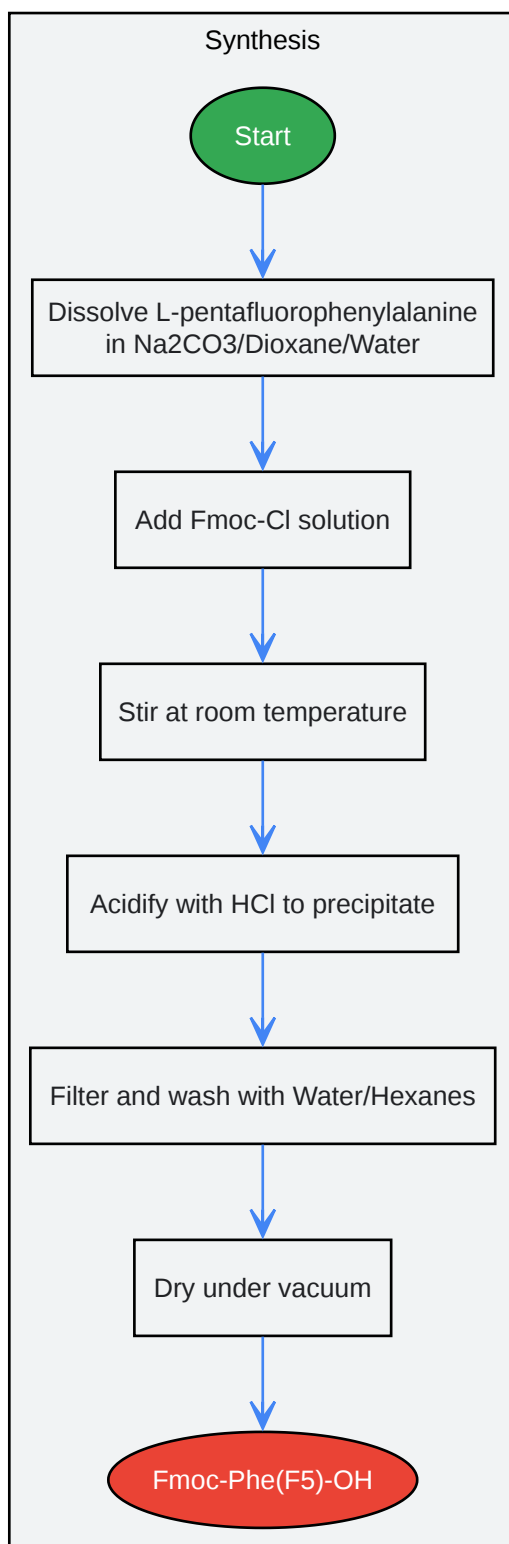 Synthesis
Start
Dissolve L-pentafluorophenylalanine
in Na2CO3/Dioxane/Water
Add Fmoc-Cl solution
Stir at room temperature
Acidify with HCl to precipitate
Filter and wash with Water/Hexanes
Dry under vacuum
Fmoc-Phe(F5)-OH